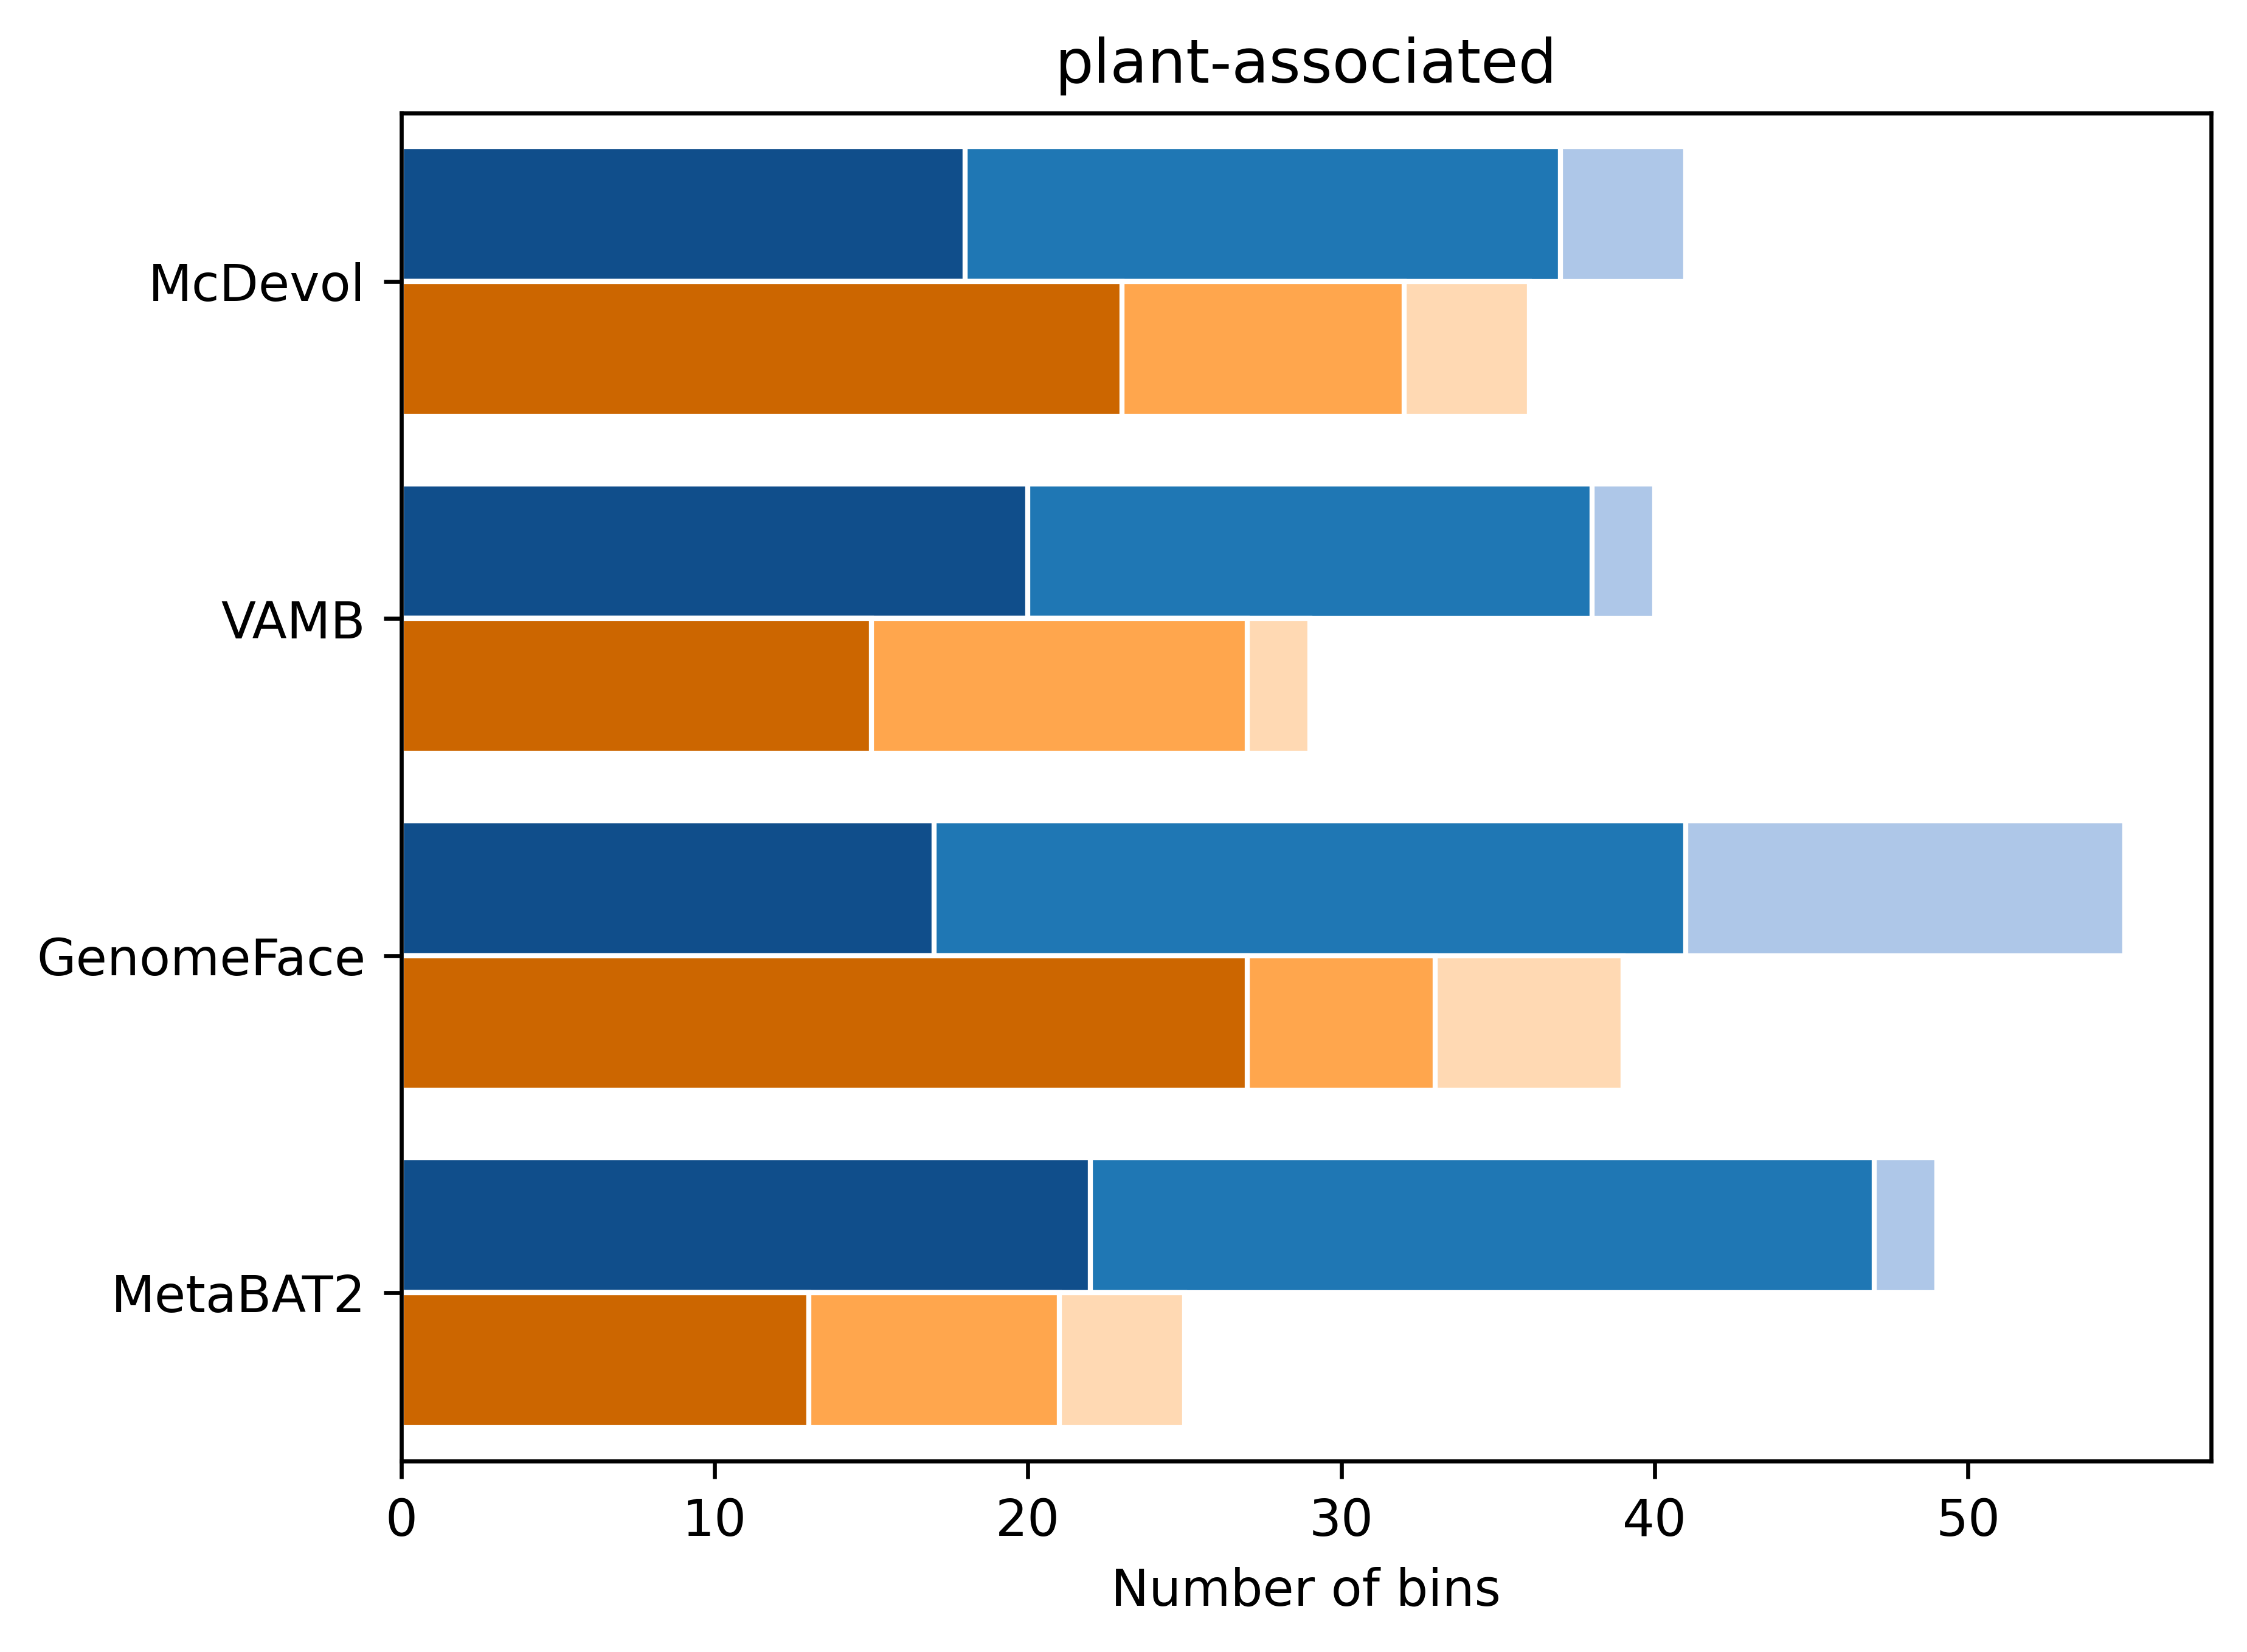 plant-associated
McDevol
VAMB
GenomeFace
MetaBAT2
0 10 20 30 40 50
Number of bins